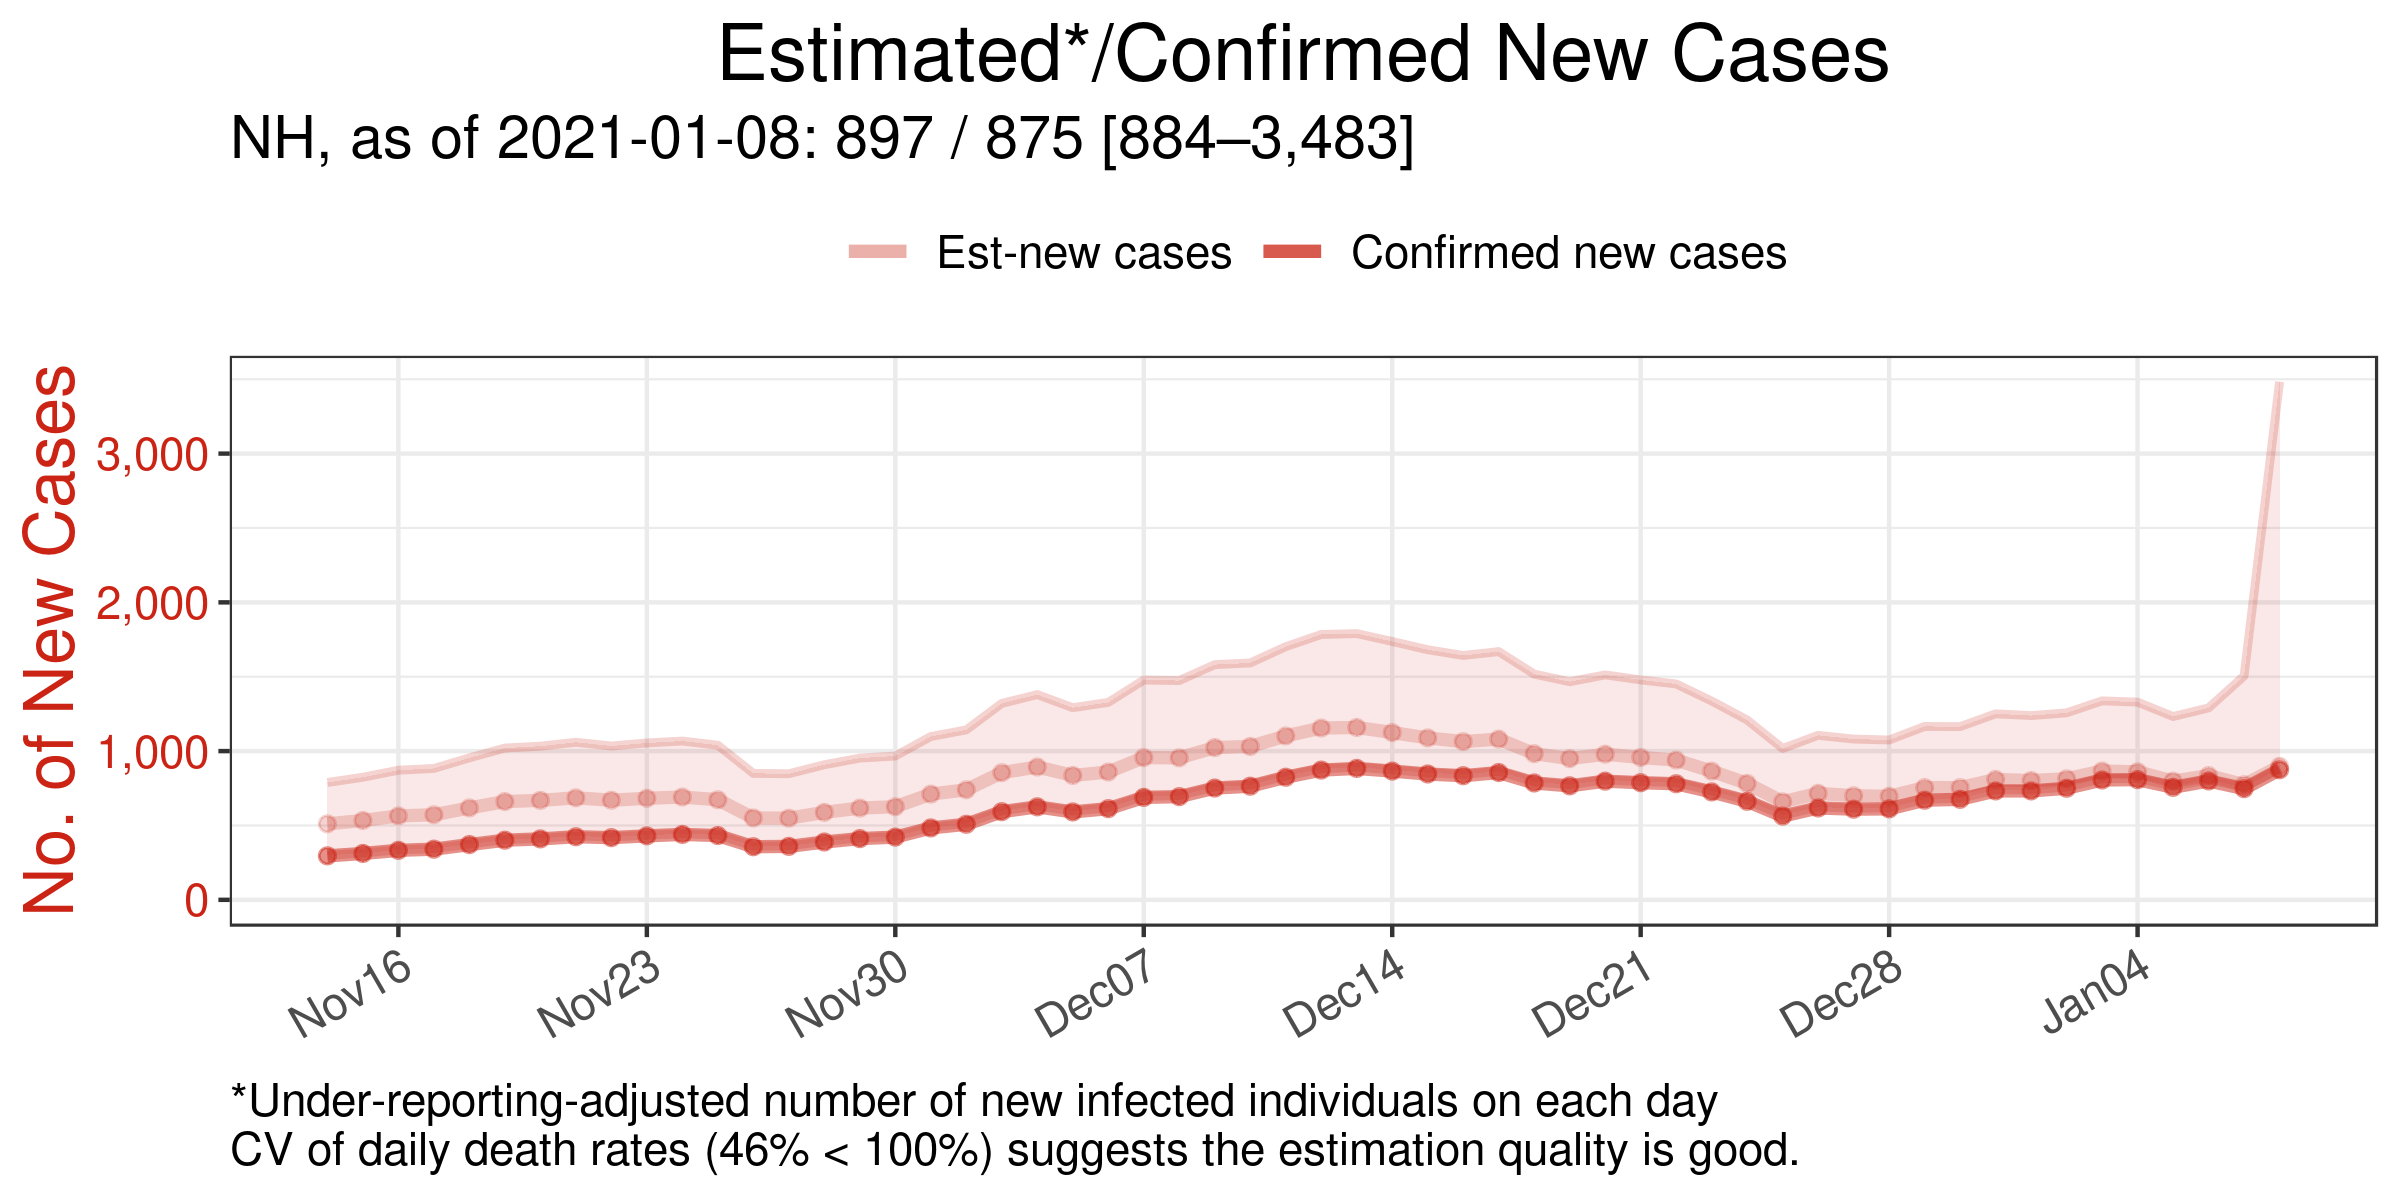 Estimated*/Confirmed New Cases
NH, as of 2021-01-08: 897 / 875 [884–3,483]
Est-new cases Confirmed new cases
No. of New Cases
3,000
2,000
1,000
0
Nov16 Nov23 Nov30 Dec07 Dec14 Dec21 Dec28 Jan04
*Under-reporting-adjusted number of new infected individuals on each day
CV of daily death rates (46% < 100%) suggests the estimation quality is good.